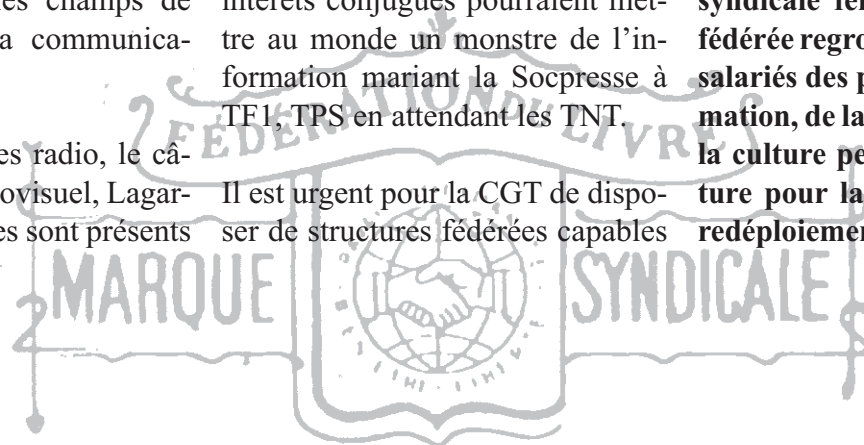 es champs de
a communica-
es radio, le câ-
ovisuel, Lagar-
es sont présents
intérêts conjugués pourraient met-
tre au monde un monstre de l'in-
formation mariant la Socpresse à
TF1, TPS en attendant les TNT.
Il est urgent pour la CGT de dispo-
ser de structures fédérées capables
syndicale
fédérée regro
salariés des p
mation, de la
la culture pe
ture pour la
redéploieme
FÉDÉRATION DU LIVRE
MARQUE SYNDICALE